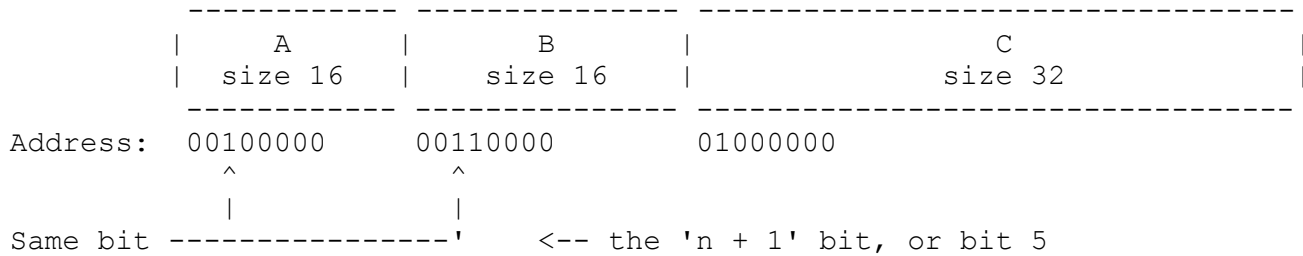 ------------ --------------- ----------------------------------
| A | B | C |
| size 16 | size 16 | size 32 |
------------ --------------- ----------------------------------
Address: 00100000 00110000 01000000
^ ^
| |
Same bit ----------------' <-- the 'n + 1' bit, or bit 5